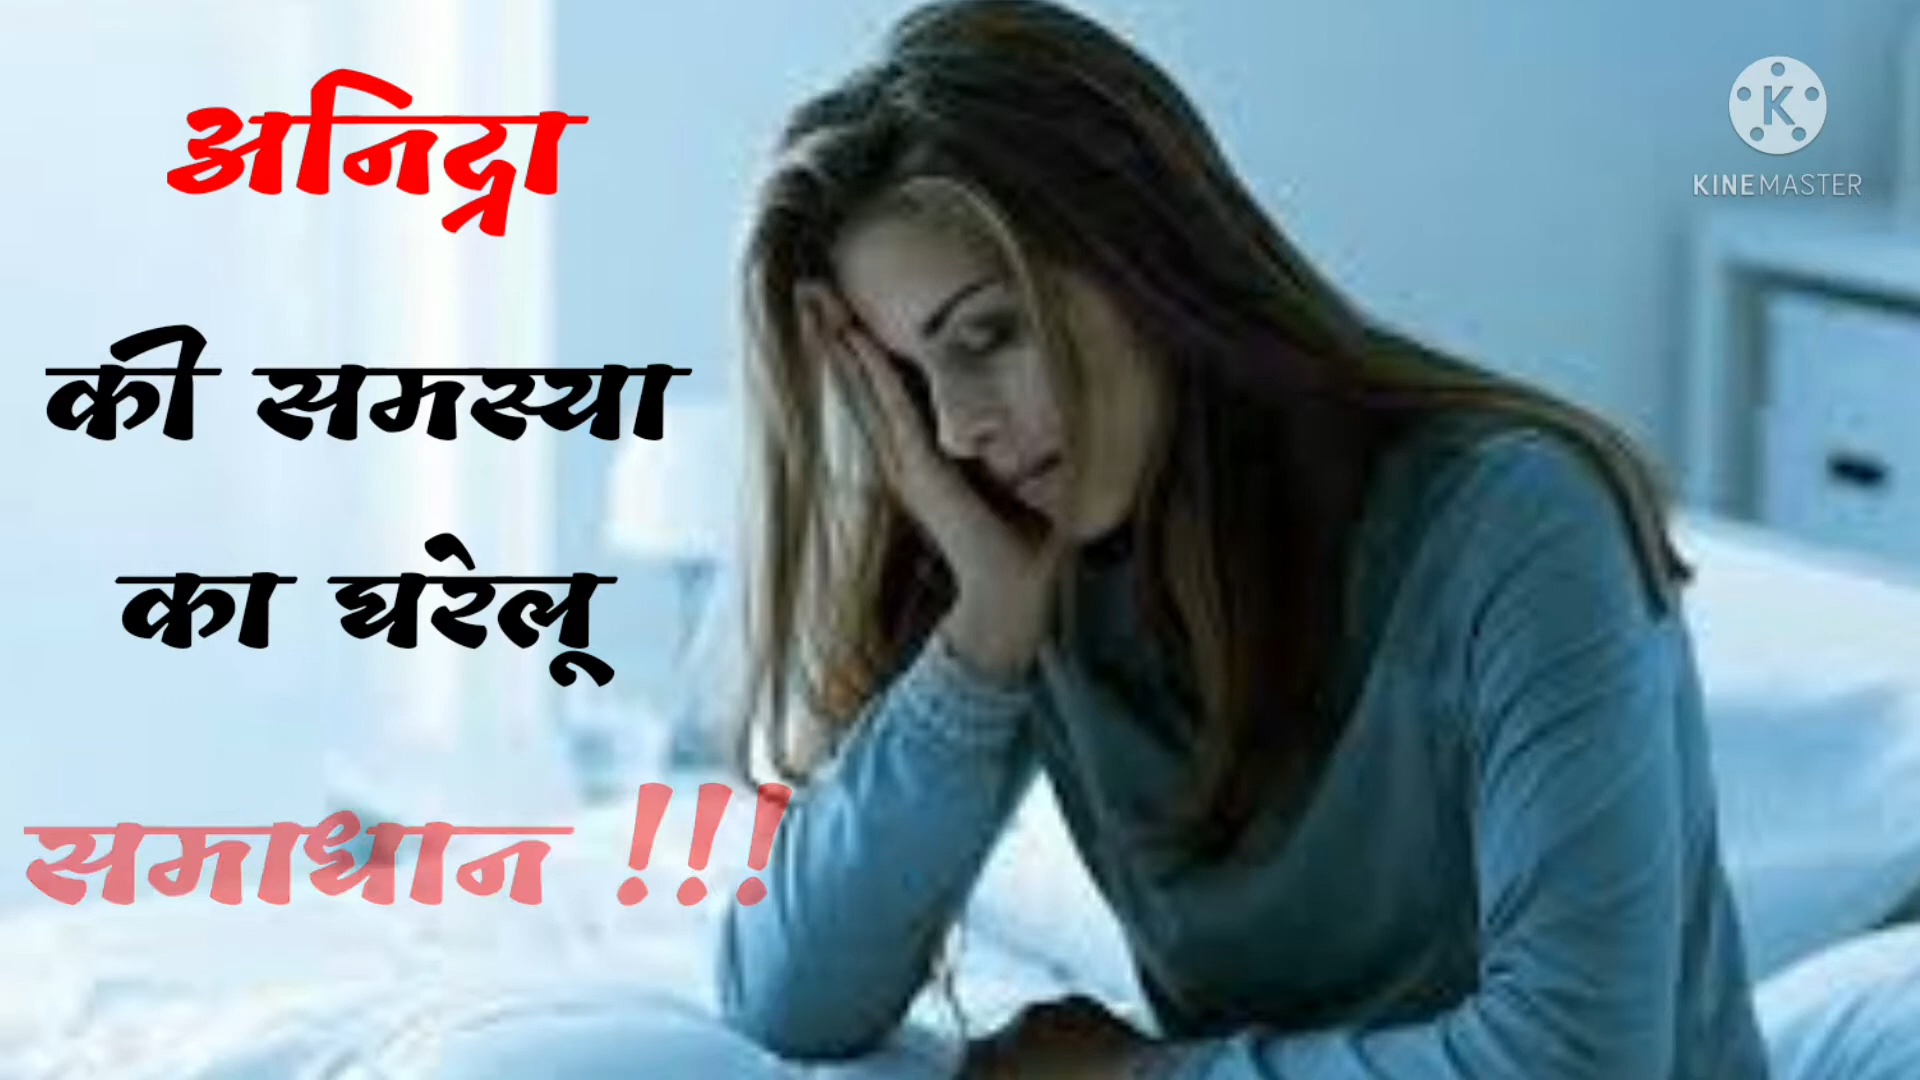 अनिद्रा
की समस्या
का घरेलू
समाधान !!!
K
KINEMASTER